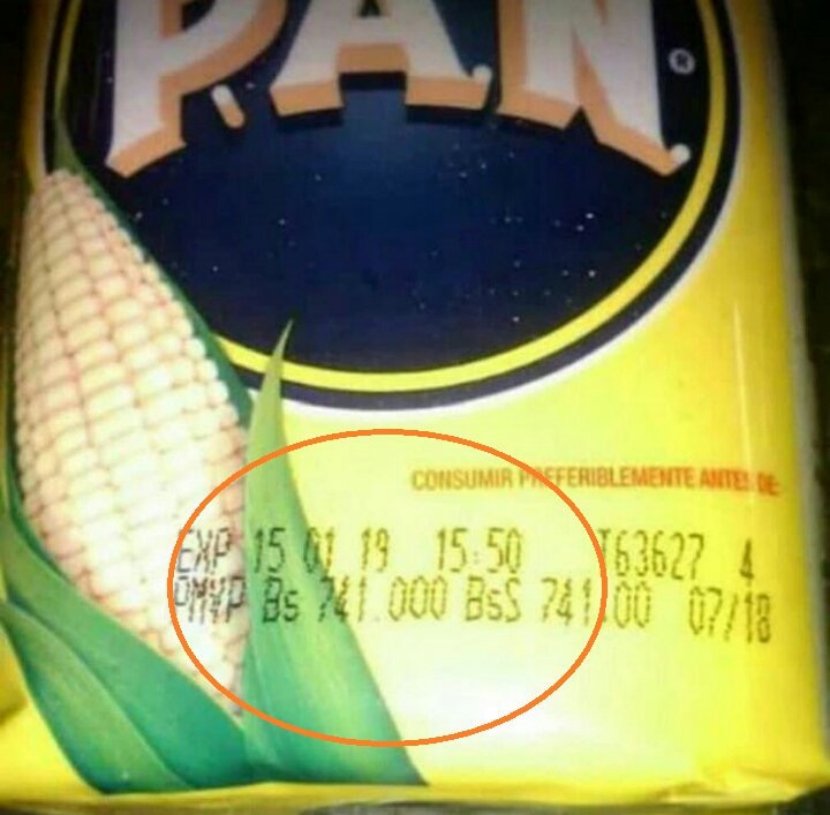 P.A.N. ®
CONSUMIR PREFERIBLEMENTE ANTES DE:
EXP 15 01 19 15:50 T63627 4
PMVP Bs 741.000 BsS 741.00 07/18